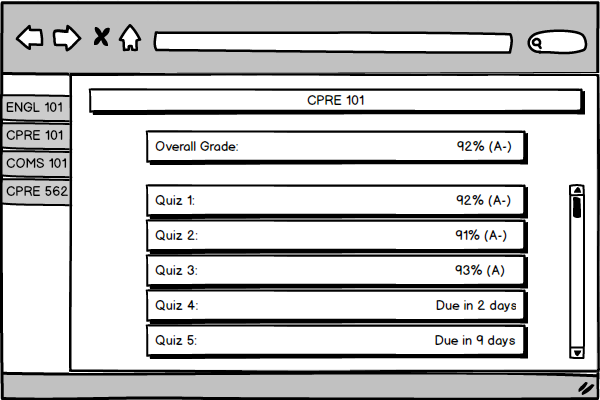 ENGL 101
CPRE 101
COMS 101
CPRE 562
CPRE 101
Overall Grade: 92% (A-)
Quiz 1: 92% (A-)
Quiz 2: 91% (A-)
Quiz 3: 93% (A)
Quiz 4: Due in 2 days
Quiz 5: Due in 9 days